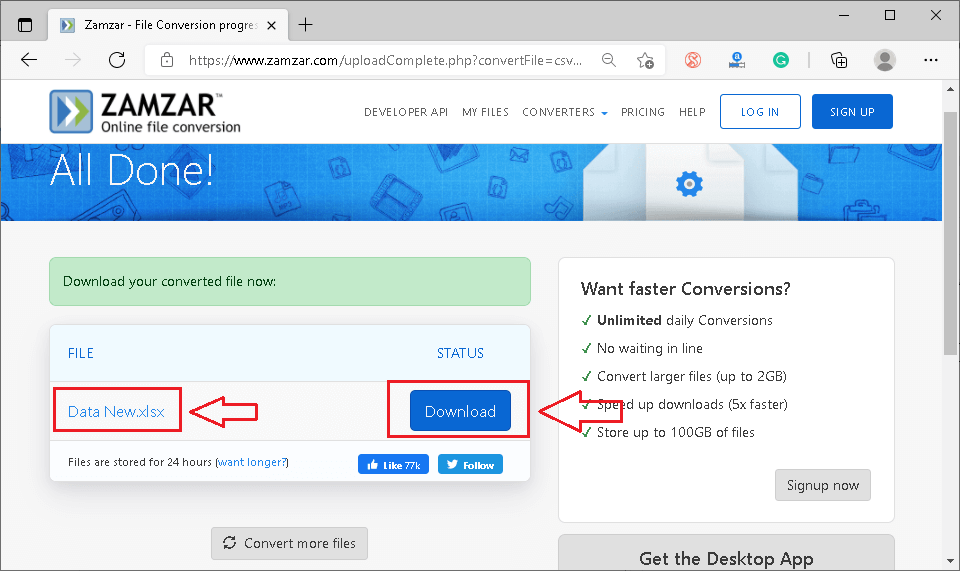 Zamzar - File Conversion progres
https://www.zamzar.com/uploadComplete.php?convertFile=csv...
ZAMZAR™
Online file conversion
DEVELOPER API MY FILES CONVERTERS PRICING HELP LOG IN SIGN UP
All Done!
Download your converted file now:
FILE STATUS
Data New.xlsx Download
Files are stored for 24 hours (want longer?) Like 77k Follow
Convert more files
Want faster Conversions?
✓ Unlimited daily Conversions
✓ No waiting in line
✓ Convert larger files (up to 2GB)
✓ Speed up downloads (5x faster)
✓ Store up to 100GB of files
Signup now
Get the Desktop App